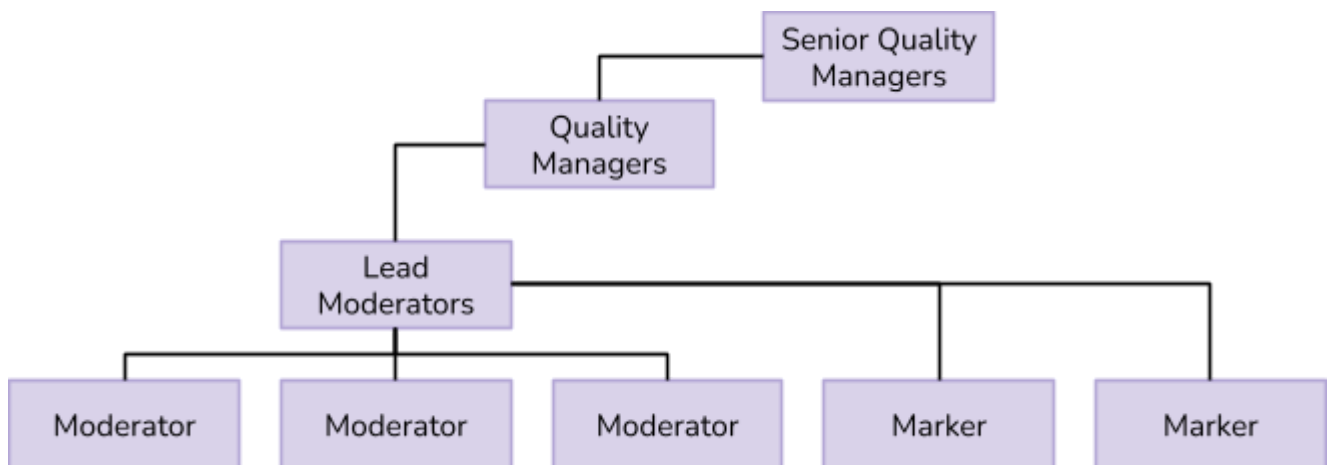 Senior Quality
Managers
Quality
Managers
Lead
Moderators
Moderator
Moderator
Moderator
Marker
Marker